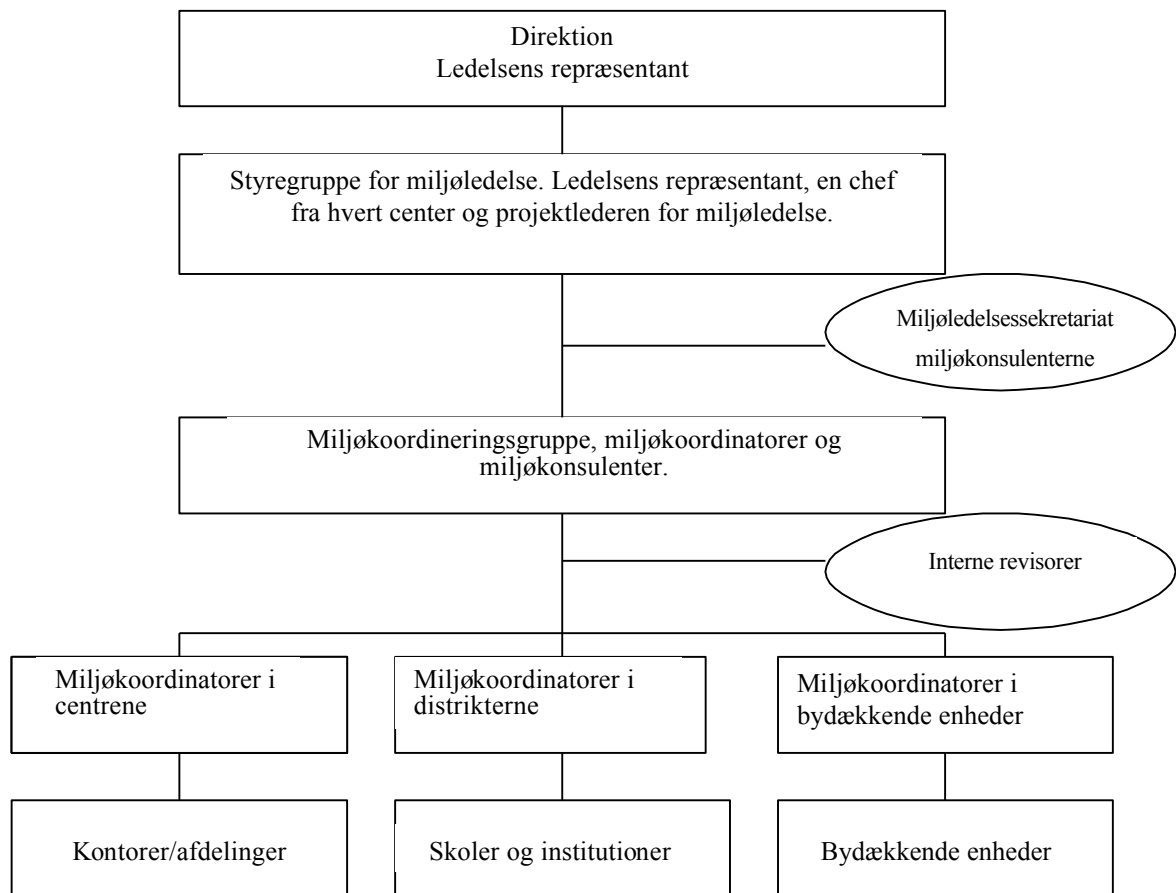 Direktion
Ledelsens repræsentant
Styregruppe for miljøledelse. Ledelsens repræsentant, en chef
fra hvert center og projektlederen for miljøledelse.
Miljøledelsessekretariat
miljøkonsulenterne
Miljøkoordineringsgruppe, miljøkoordinatorer og
miljøkonsulenter.
Interne revisorer
Miljøkoordinatorer i
centrene
Miljøkoordinatorer i
distrikterne
Miljøkoordinatorer i
bydækkende enheder
Kontorer/afdelinger
Skoler og institutioner
Bydækkende enheder